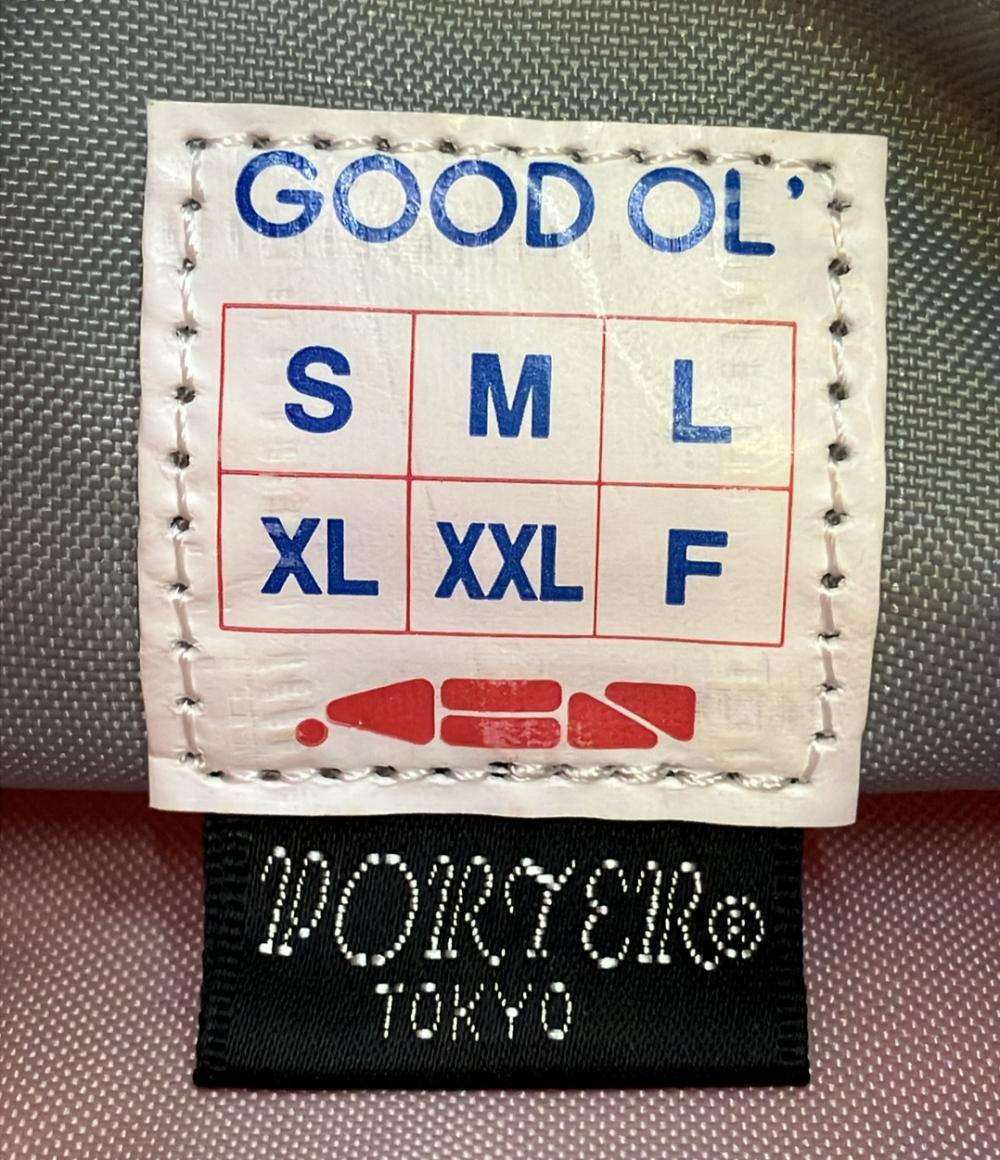 GOOD OL'
S M L
XL XXL F
PORTER®
TOKYO